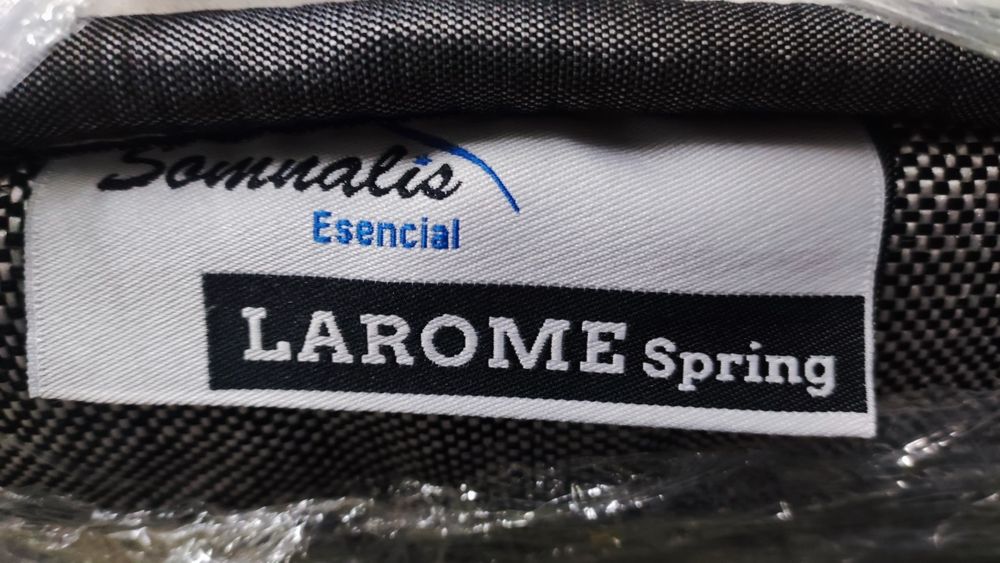 Somnalis
Esencial
LAROME Spring